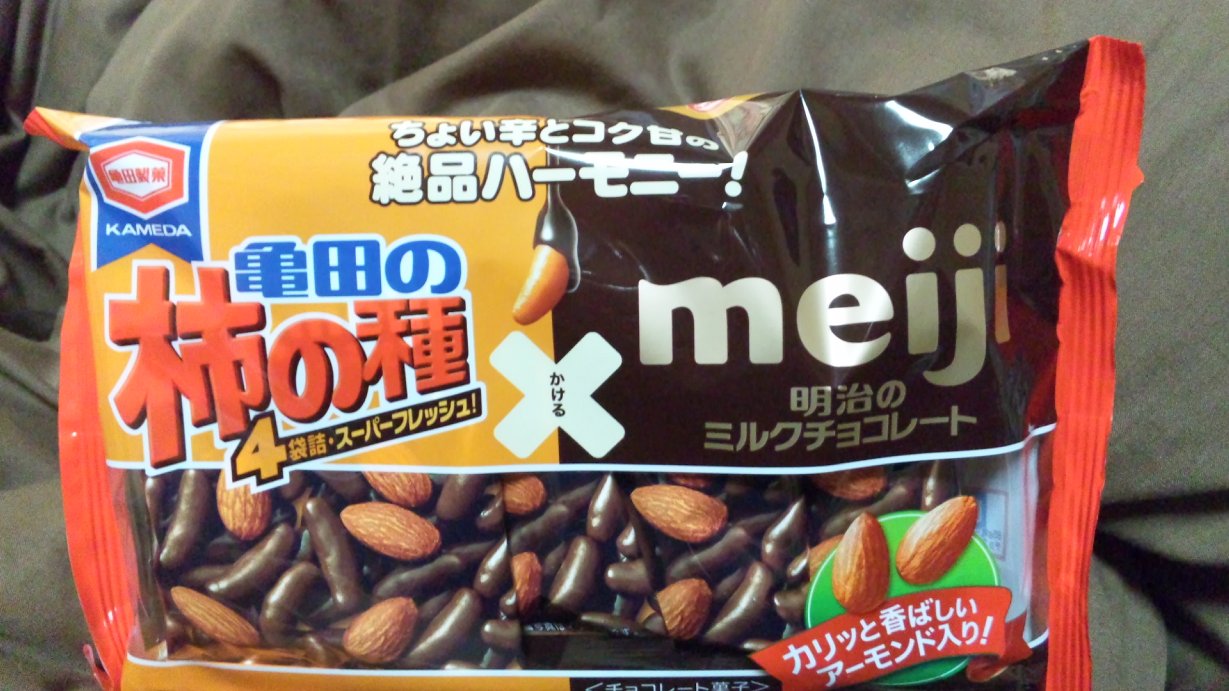 ちょい辛とコク甘の
絶品ハーモニー!
亀田製菓
KAMEDA
亀田の
柿の種
4袋詰・スーパーフレッシュ!
かける
meiji
明治の
ミルクチョコレート
カリッと香ばしい
アーモンド入り!
<チョコレート菓子>